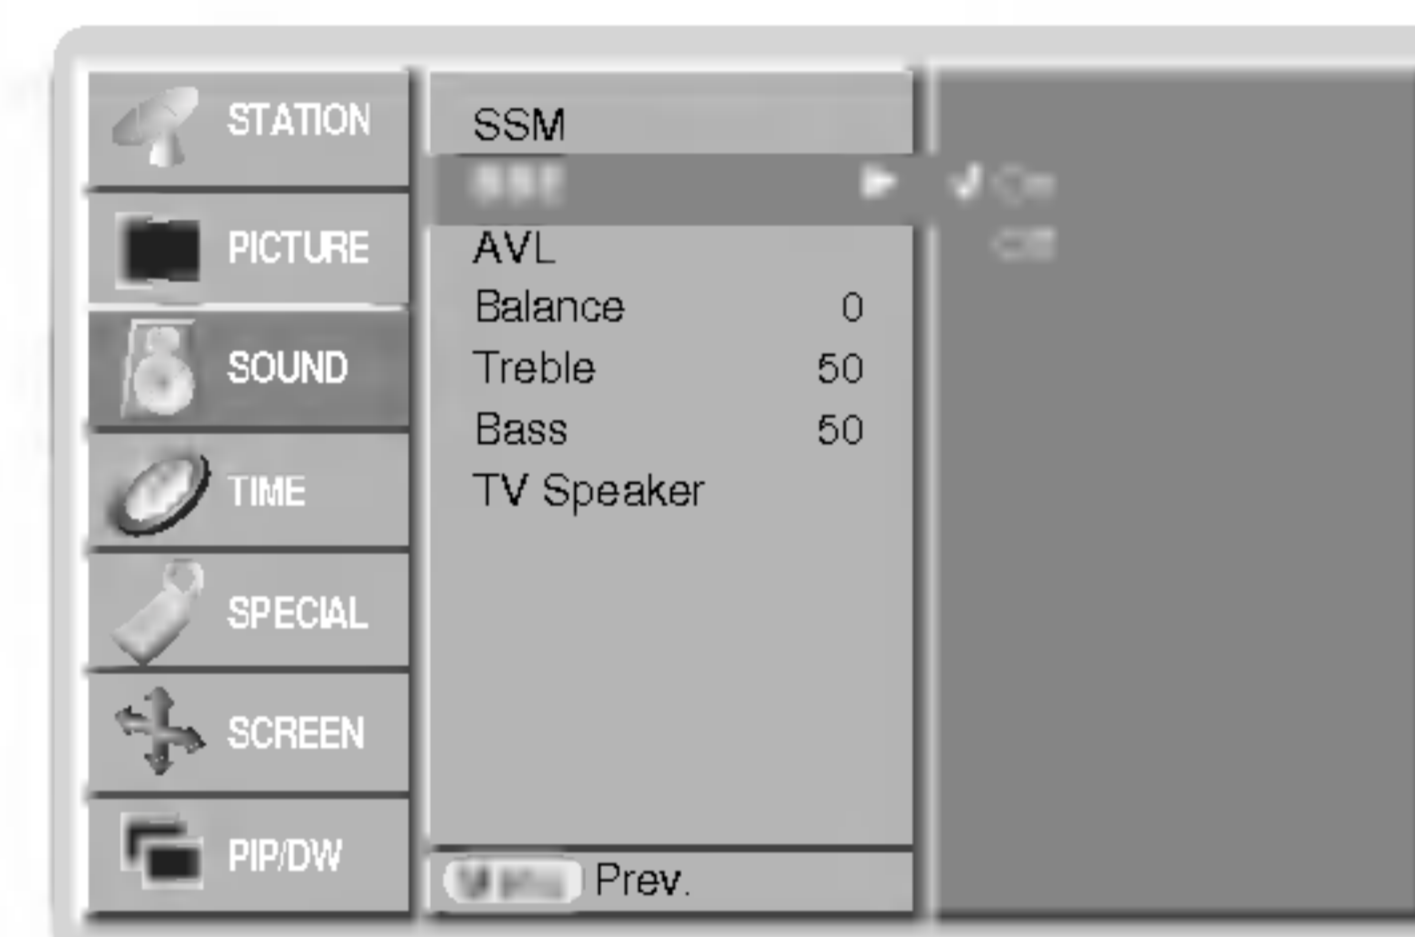 STATION
PICTURE
SOUND
TIME
SPECIAL
SCREEN
PIP/DW
SSM
AVL
Balance 0
Treble 50
Bass 50
TV Speaker
Prev.